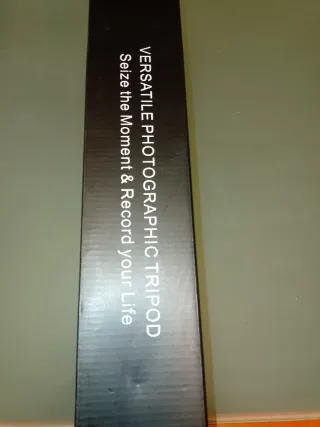 VERSATILE PHOTOGRAPHIC TRIPOD
Seize the Moment & Record your Life